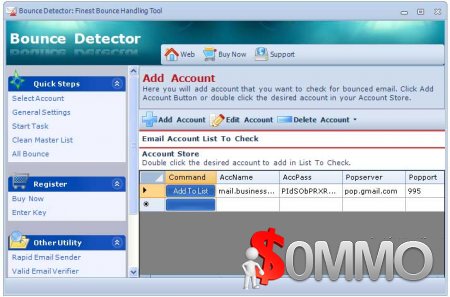 Bounce Detector: Finest Bounce Handling Tool
Bounce Detector
Web Buy Now Support
Quick Steps
Select Account
General Settings
Start Task
Clean Master List
All Bounce
Register
Buy Now
Enter Key
Other Utility
Rapid Email Sender
Valid Email Verifier
Add Account
Here you will add account that you want to check for bounced email. Click Add
Account Button or double click the desired account in your Account Store.
Add Account Edit Account Delete Account
Email Account List To Check
Account Store
Double click the desired account to add in List To Check.
Command AccName AccPass Popserver Popport
Add To List mail.business... PIdSObPRXR... pop.gmail.com 995
$0MMO